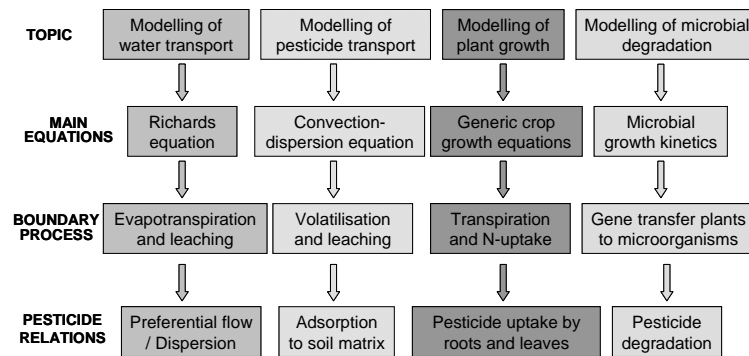 TOPIC
Modelling of
water transport
Modelling of
pesticide transport
Modelling of
plant growth
Modelling of microbial
degradation
MAIN
EQUATIONS
Richards
equation
Convection-
dispersion equation
Generic crop
growth equations
Microbial
growth kinetics
BOUNDARY
PROCESS
Evapotranspiration
and leaching
Volatilisation
and leaching
Transpiration
and N-uptake
Gene transfer plants
to microorganisms
PESTICIDE
RELATIONS
Preferential flow
/ Dispersion
Adsorption
to soil matrix
Pesticide uptake by
roots and leaves
Pesticide
degradation